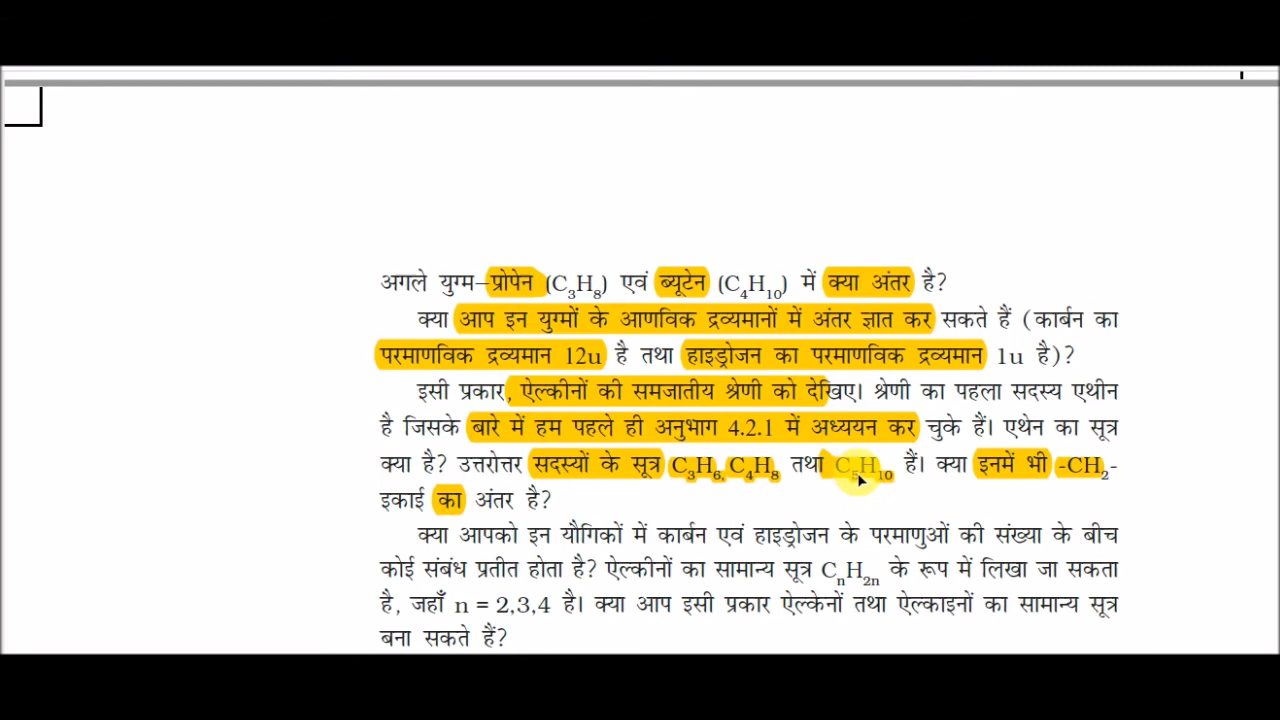 अगले युग्म–प्रोपेन (C₃H₈) एवं ब्यूटेन (C₄H₁₀) में क्या अंतर है?
क्या आप इन युग्मों के आणविक द्रव्यमानों में अंतर ज्ञात कर सकते हैं (कार्बन का
परमाणविक द्रव्यमान 12u है तथा हाइड्रोजन का परमाणविक द्रव्यमान 1u है)?
इसी प्रकार, ऐल्कीनों की समजातीय श्रेणी को देखिए। श्रेणी का पहला सदस्य एथीन
है जिसके बारे में हम पहले ही अनुभाग 4.2.1 में अध्ययन कर चुके हैं। एथेन का सूत्र
क्या है? उत्तरोत्तर सदस्यों के सूत्र C₃H₆, C₄H₈ तथा C₅H₁₀ हैं। क्या इनमें भी -CH₂-
इकाई का अंतर है?
क्या आपको इन यौगिकों में कार्बन एवं हाइड्रोजन के परमाणुओं की संख्या के बीच
कोई संबंध प्रतीत होता है? ऐल्कीनों का सामान्य सूत्र CₙH₂ₙ के रूप में लिखा जा सकता
है, जहाँ n = 2,3,4 है। क्या आप इसी प्रकार ऐल्केनों तथा ऐल्काइनों का सामान्य सूत्र
बना सकते हैं?